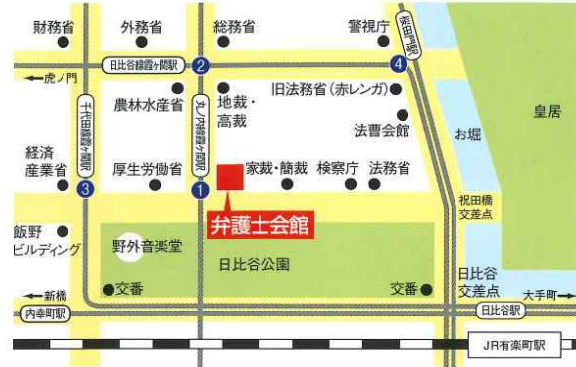 財務省
外務省
総務省
警視庁
桜田門駅
←虎ノ門
日比谷線霞ヶ関駅
2
4
皇居
農林水産省
地裁・
高裁
旧法務省(赤レンガ)
法曹会館
お堀
千代田線霞ヶ関駅
丸ノ内線霞ヶ関駅
経済
産業省
3
厚生労働省
1
家裁・簡裁
検察庁
法務省
祝田橋
交差点
弁護士会館
飯野
ビルディング
野外音楽堂
日比谷公園
日比谷
交差点
交番
交番
←新橋
大手町→
内幸町駅
日比谷駅
JR有楽町駅